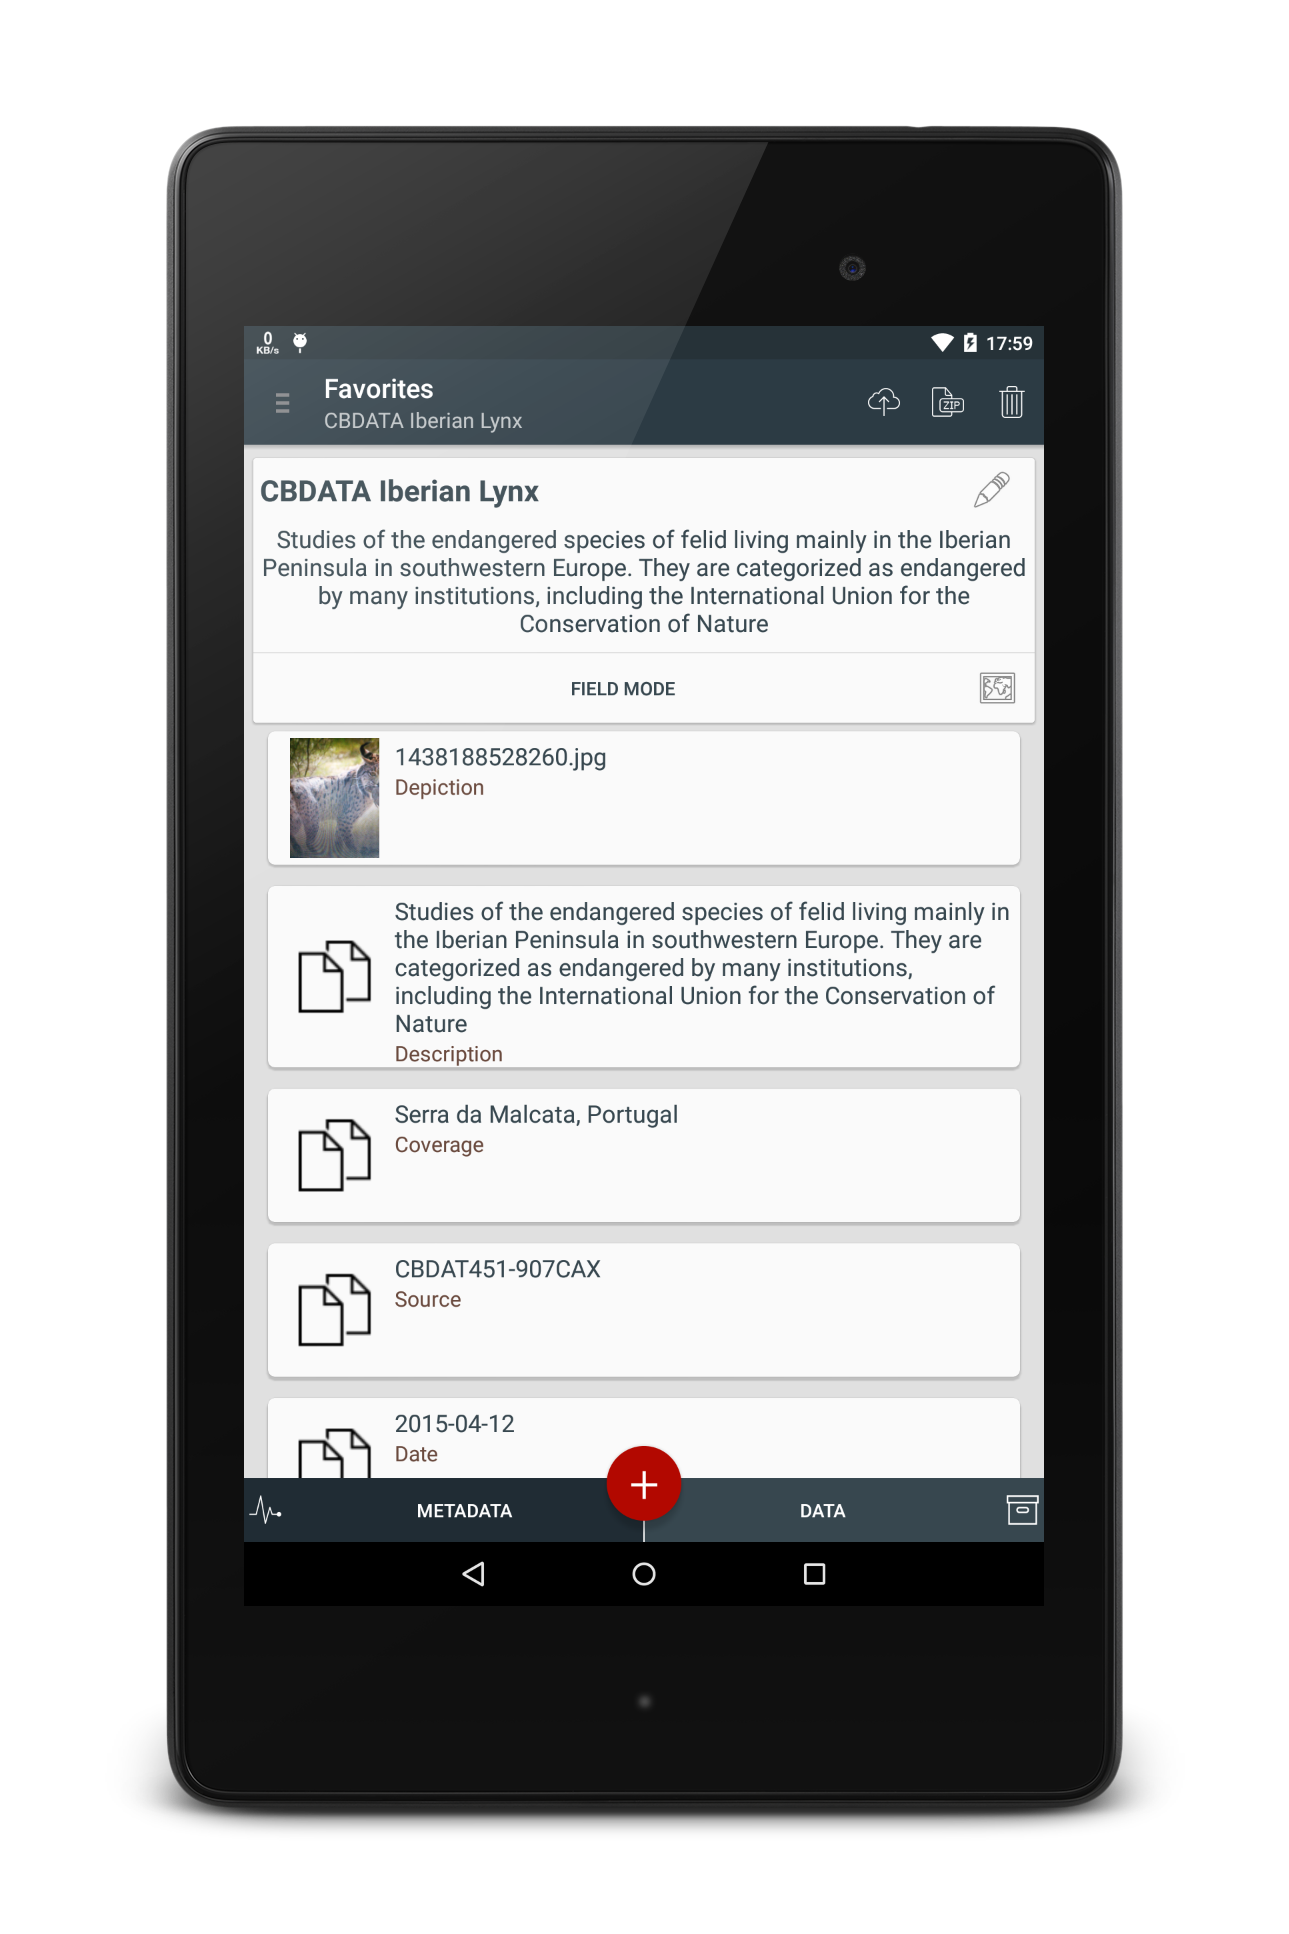 0
KB/s
17:59
Favorites
CBDATA Iberian Lynx
ZIP
CBDATA Iberian Lynx
Studies of the endangered species of felid living mainly in the Iberian
Peninsula in southwestern Europe. They are categorized as endangered
by many institutions, including the International Union for the
Conservation of Nature
FIELD MODE
1438188528260.jpg
Depiction
Studies of the endangered species of felid living mainly in
the Iberian Peninsula in southwestern Europe. They are
categorized as endangered by many institutions,
including the International Union for the Conservation of
Nature
Description
Serra da Malcata, Portugal
Coverage
CBDAT451-907CAX
Source
2015-04-12
Date
METADATA
DATA